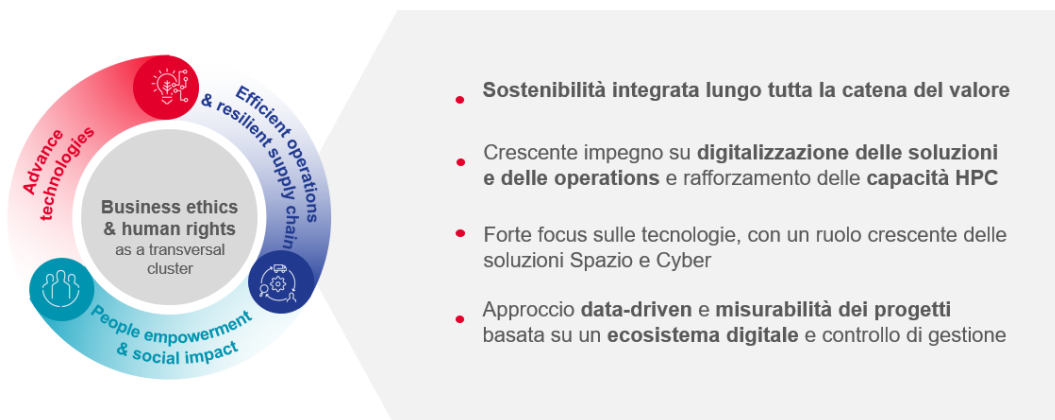 Advance
technologies
Efficient operations
& resilient supply chain
Business ethics
& human rights
as a transversal
cluster
People empowerment
& social impact
Sostenibilità integrata lungo tutta la catena del valore
Crescente impegno su digitalizzazione delle soluzioni
e delle operations e rafforzamento delle capacità HPC
Forte focus sulle tecnologie, con un ruolo crescente delle
soluzioni Spazio e Cyber
Approccio data-driven e misurabilità dei progetti
basata su un ecosistema digitale e controllo di gestione